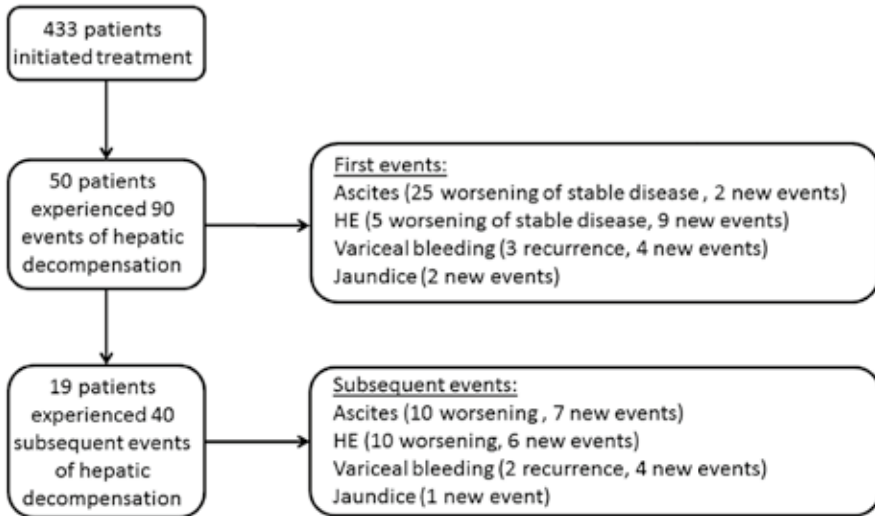 433 patients
initiated treatment
50 patients
experienced 90
events of hepatic
decompensation
First events:
Ascites (25 worsening of stable disease , 2 new events)
HE (5 worsening of stable disease, 9 new events)
Variceal bleeding (3 recurrence, 4 new events)
Jaundice (2 new events)
19 patients
experienced 40
subsequent events
of hepatic
decompensation
Subsequent events:
Ascites (10 worsening , 7 new events)
HE (10 worsening, 6 new events)
Variceal bleeding (2 recurrence, 4 new events)
Jaundice (1 new event)